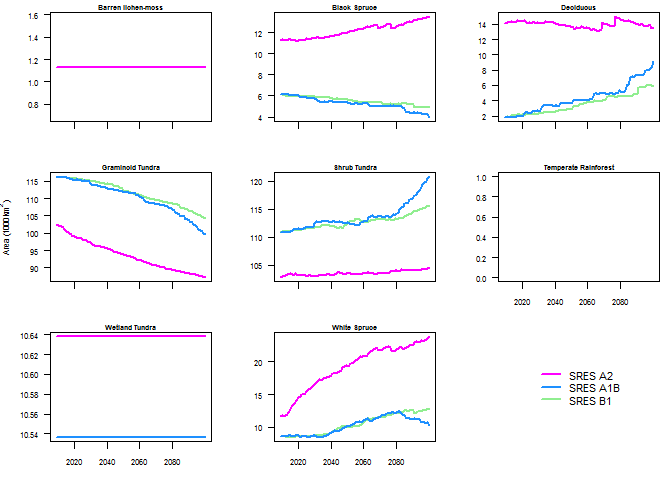 Barren lichen-moss
Black Spruce
Deciduous
1.6
1.4
1.2
1.0
0.8
12
10
8
6
4
14
12
10
8
6
4
2
Graminoid Tundra
Shrub Tundra
Temperate Rainforest
Area (1000km²)
115
110
105
100
95
90
120
115
110
105
1.0
0.8
0.6
0.4
0.2
0.0
2020 2040 2060 2080
Wetland Tundra
White Spruce
10.64
10.62
10.60
10.58
10.56
10.54
20
15
10
SRES A2
SRES A1B
SRES B1
2020 2040 2060 2080
2020 2040 2060 2080